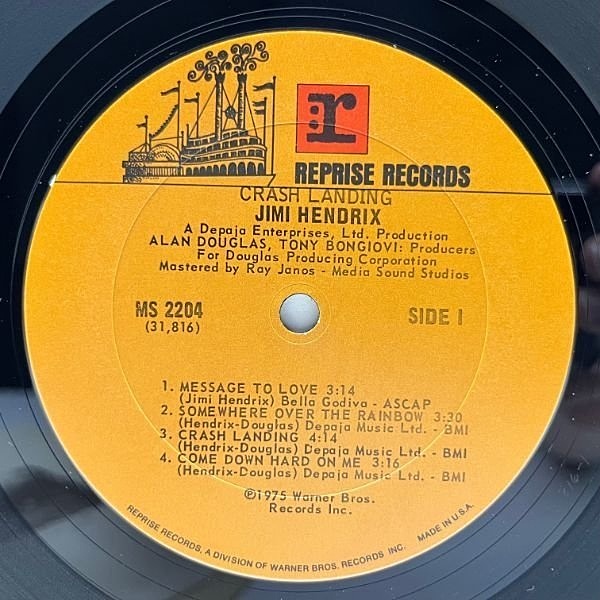 :r
REPRISE RECORDS
CRASH LANDING
JIMI HENDRIX
A Depaja Enterprises, Ltd. Production
ALAN DOUGLAS, TONY BONGIOVI: Producers
For Douglas Producing Corporation
Mastered by Ray Janos - Media Sound Studios
MS 2204
(31,816)
SIDE 1
1. MESSAGE TO LOVE 3:14
(Jimi Hendrix) Bella Godiva - ASCAP
2. SOMEWHERE OVER THE RAINBOW 3:30
(Hendrix-Douglas) Depaja Music Ltd. - BMI
3. CRASH LANDING 4:14
(Hendrix-Douglas) Depaja Music Ltd. - BMI
4. COME DOWN HARD ON ME 3:16
(Hendrix-Douglas) Depaja Music Ltd. - BMI
©1975 Warner Bros.
Records Inc.
REPRISE RECORDS, A DIVISION OF WARNER BROS. RECORDS INC. MADE IN U.S.A.